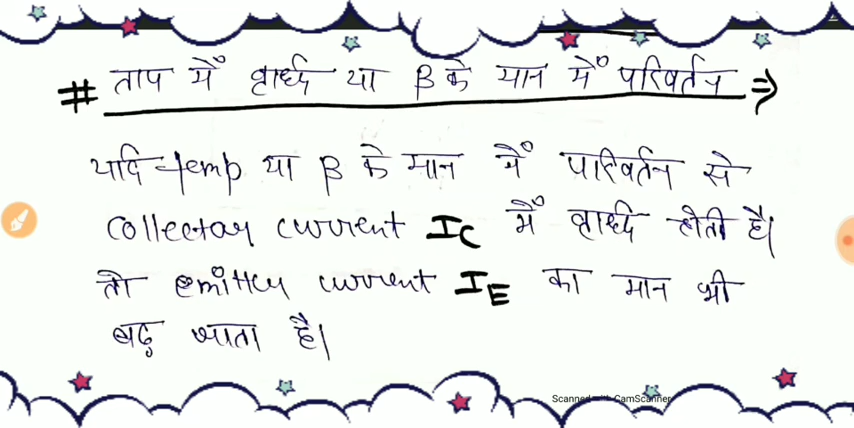 # ताप में वृद्धि या β के मान में परिवर्तन ⇒
यदि temp या β के मान में परिवर्तन से
collector current IC में वृद्धि होती है।
तो emitter current IE का मान भी
बढ़ जाता है।
Scanned with CamScanner